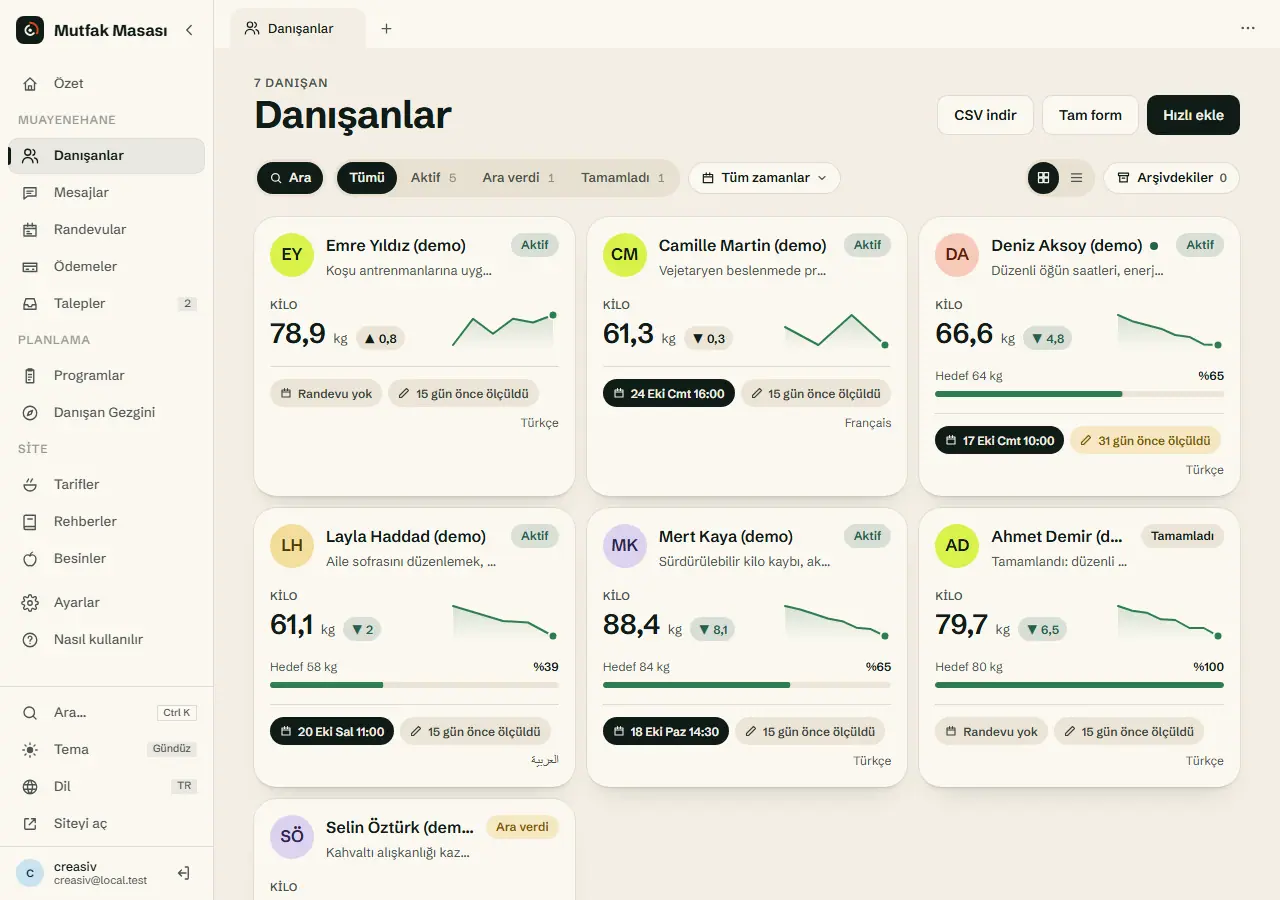 Mutfak Masası
Özet
MUAYENEHANE
Danışanlar
Mesajlar
Randevular
Ödemeler
Talepler 2
PLANLAMA
Programlar
Danışan Gezgini
SİTE
Tarifler
Rehberler
Besinler
Ayarlar
Nasıl kullanılır
Ara... Ctrl K
Tema Gündüz
Dil TR
Siteyi aç
C creasiv
creasiv@local.test
Danışanlar
7 DANIŞAN
Danışanlar
CSV indir Tam form Hızlı ekle
Ara Tümü Aktif 5 Ara verdi 1 Tamamladı 1 Tüm zamanlar Arşivdekiler 0
EY Emre Yıldız (demo) Aktif
Koşu antrenmanlarına uyg...
KİLO
78,9 kg ▲ 0,8
Randevu yok 15 gün önce ölçüldü
Türkçe
CM Camille Martin (demo) Aktif
Vejetaryen beslenmede pr...
KİLO
61,3 kg ▼ 0,3
24 Eki Cmt 16:00 15 gün önce ölçüldü
Français
DA Deniz Aksoy (demo) Aktif
Düzenli öğün saatleri, enerj...
KİLO
66,6 kg ▼ 4,8
Hedef 64 kg %65
17 Eki Cmt 10:00 31 gün önce ölçüldü
Türkçe
LH Layla Haddad (demo) Aktif
Aile sofrasını düzenlemek, ...
KİLO
61,1 kg ▼ 2
Hedef 58 kg %39
20 Eki Sal 11:00 15 gün önce ölçüldü
العربية
MK Mert Kaya (demo) Aktif
Sürdürülebilir kilo kaybı, ak...
KİLO
88,4 kg ▼ 8,1
Hedef 84 kg %65
18 Eki Paz 14:30 15 gün önce ölçüldü
Türkçe
AD Ahmet Demir (d... Tamamladı
Tamamlandı: düzenli ...
KİLO
79,7 kg ▼ 6,5
Hedef 80 kg %100
Randevu yok 15 gün önce ölçüldü
Türkçe
SÖ Selin Öztürk (dem... Ara verdi
Kahvaltı alışkanlığı kaz...
KİLO